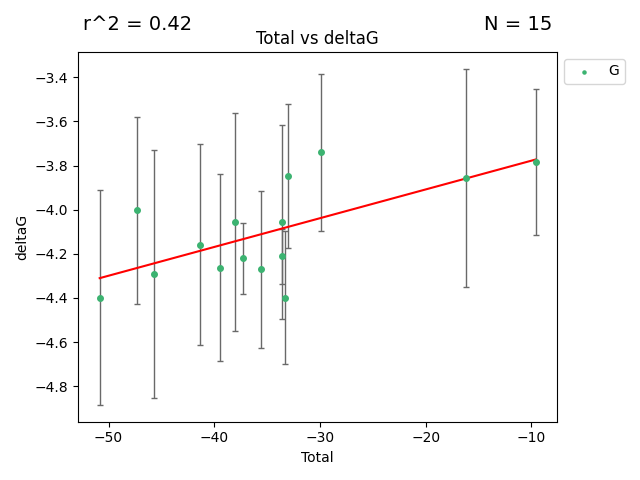 r^2 = 0.42
N = 15
Total vs deltaG
G
−3.4
−3.6
−3.8
−4.0
−4.2
−4.4
−4.6
−4.8
deltaG
−50
−40
−30
−20
−10
Total